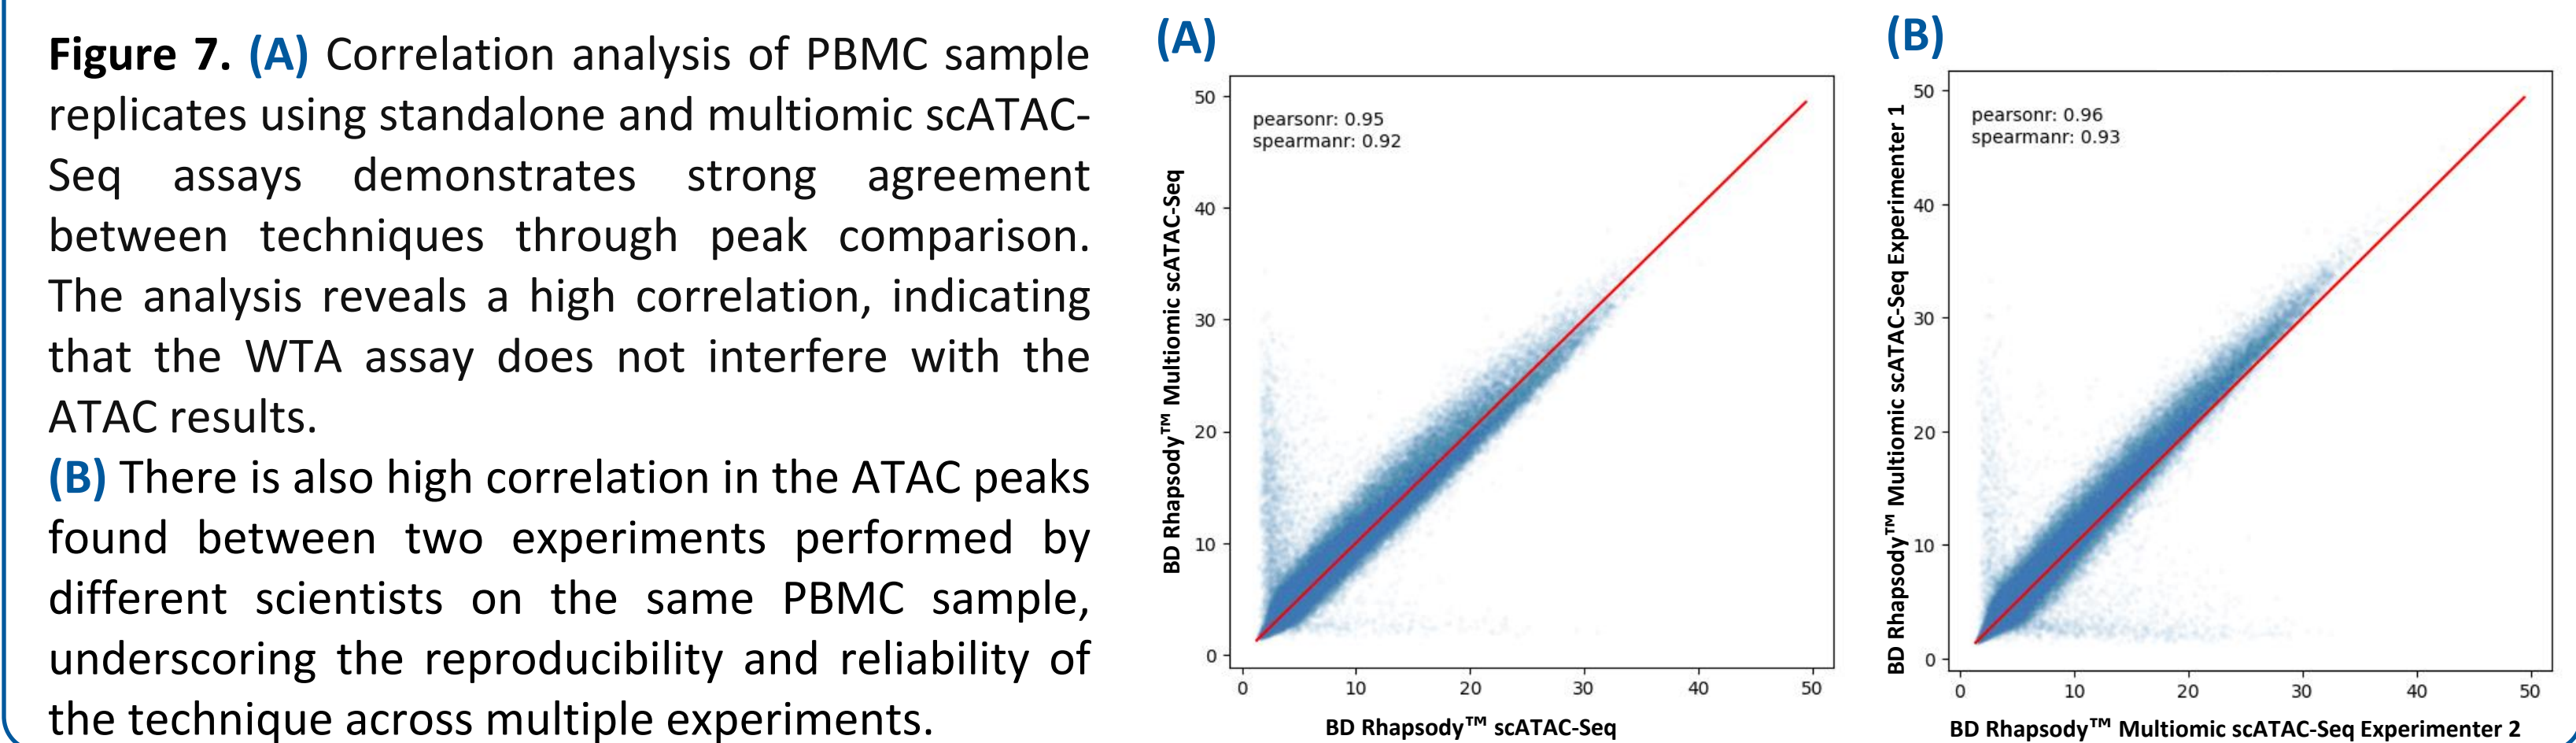 Figure 7. (A) Correlation analysis of PBMC sample
replicates using standalone and multiomic scATAC-
Seq assays demonstrates strong agreement
between techniques through peak comparison.
The analysis reveals a high correlation, indicating
that the WTA assay does not interfere with the
ATAC results.
(B) There is also high correlation in the ATAC peaks
found between two experiments performed by
different scientists on the same PBMC sample,
underscoring the reproducibility and reliability of
the technique across multiple experiments.
(A)
BD Rhapsody™ Multiomic scATAC-Seq
50
40
30
20
10
0
pearsonr: 0.95
spearmanr: 0.92
0 10 20 30 40 50
BD Rhapsody™ scATAC-Seq
(B)
BD Rhapsody™ Multiomic scATAC-Seq Experimenter 1
50
40
30
20
10
0
pearsonr: 0.96
spearmanr: 0.93
0 10 20 30 40 50
BD Rhapsody™ Multiomic scATAC-Seq Experimenter 2